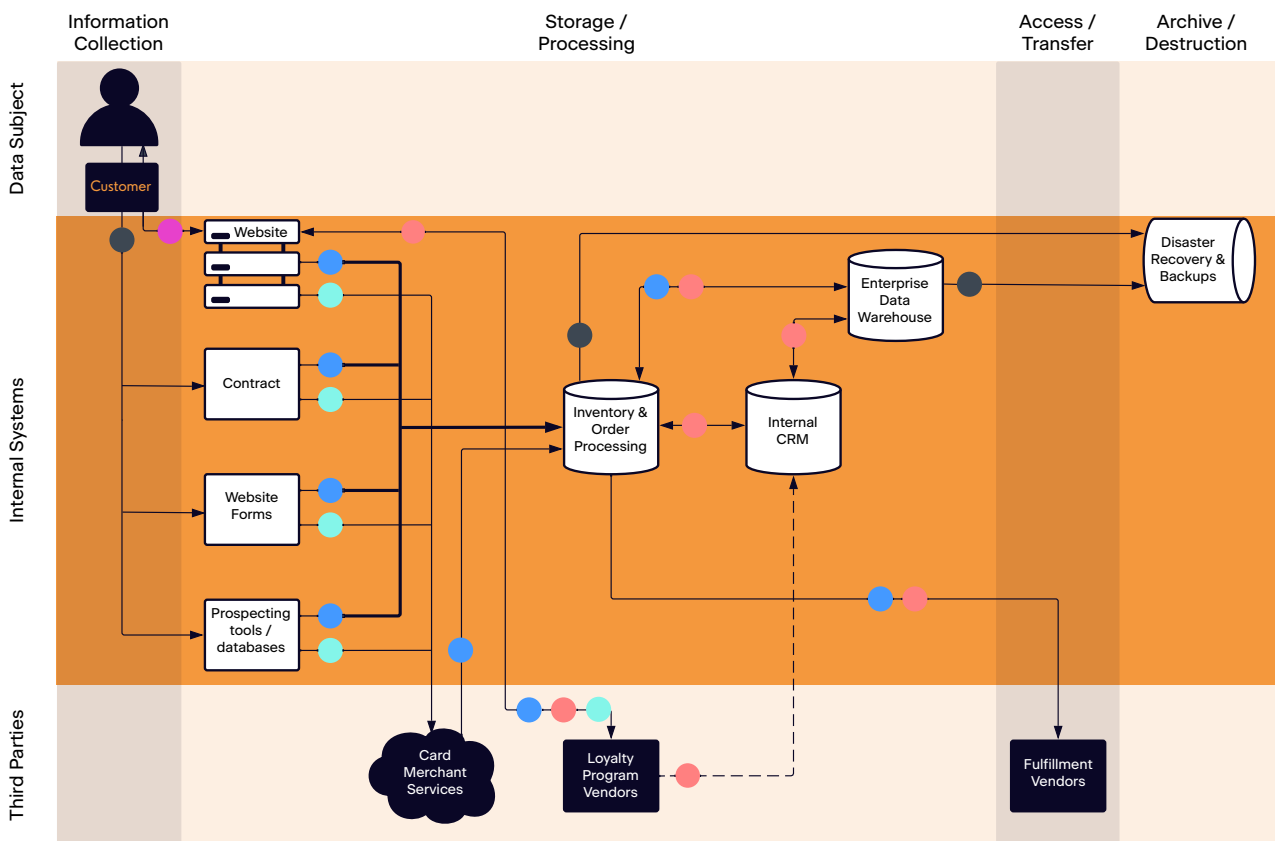 Information
Collection
Storage /
Processing
Access /
Transfer
Archive /
Destruction
Data Subject
Customer
Internal Systems
Website
Contract
Website
Forms
Prospecting
tools /
databases
Inventory &
Order
Processing
Internal
CRM
Enterprise
Data
Warehouse
Disaster
Recovery &
Backups
Third Parties
Card
Merchant
Services
Loyalty
Program
Vendors
Fulfillment
Vendors